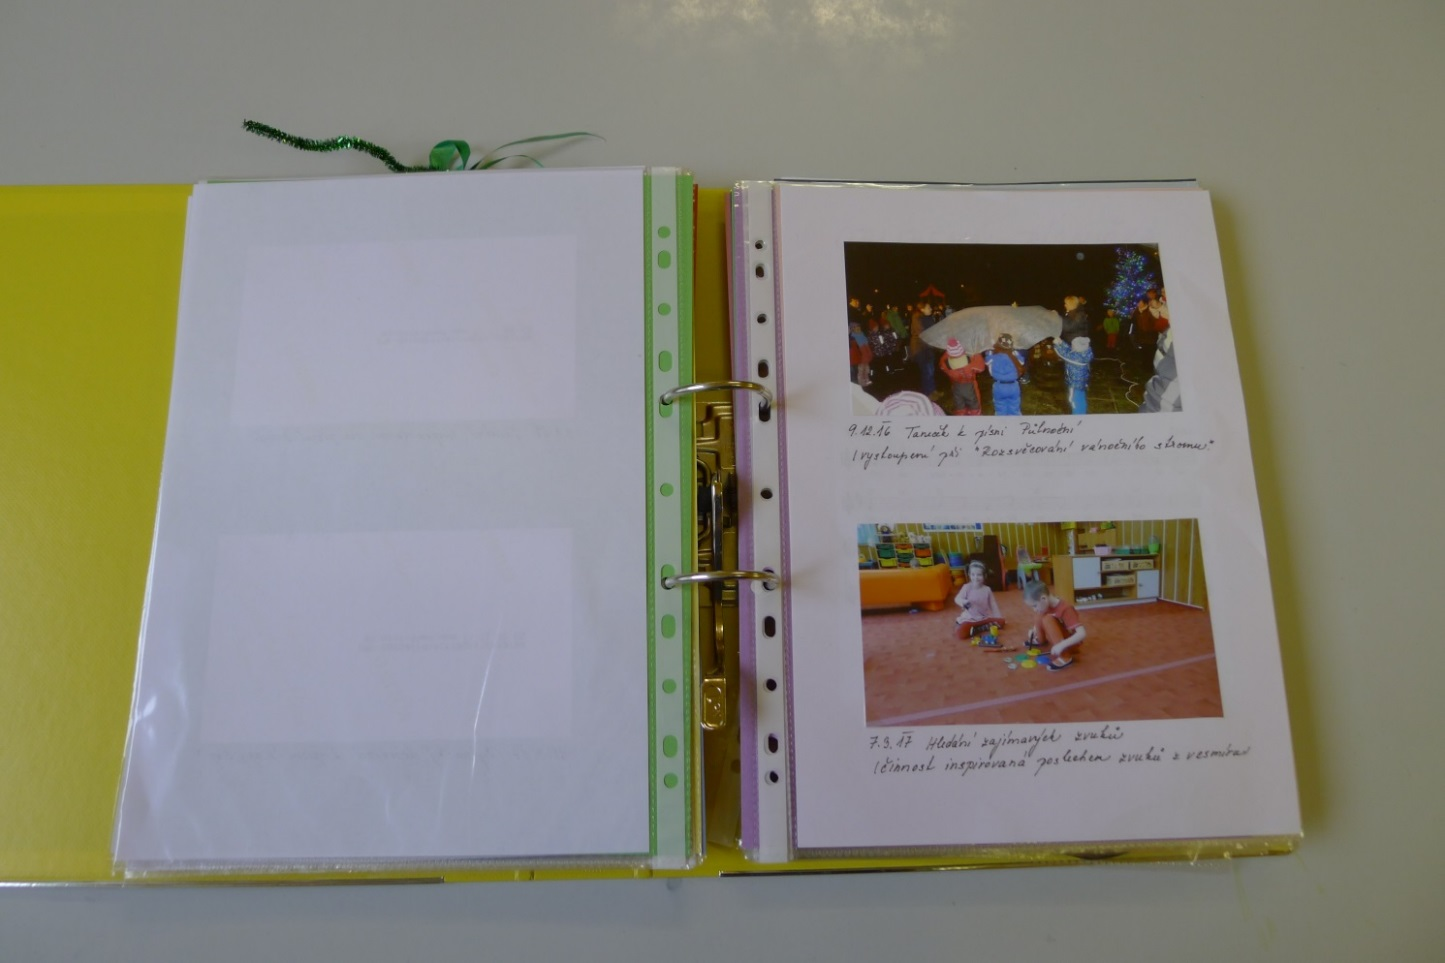 9.12.16 Taneček k písni Půlnoční
(vystoupení při "Rozsvěcování vánočního stromu"
7.3.17 Hledání zajímavých zvuků
(činnost inspirovaná poslechem zvuků z vesmíru)